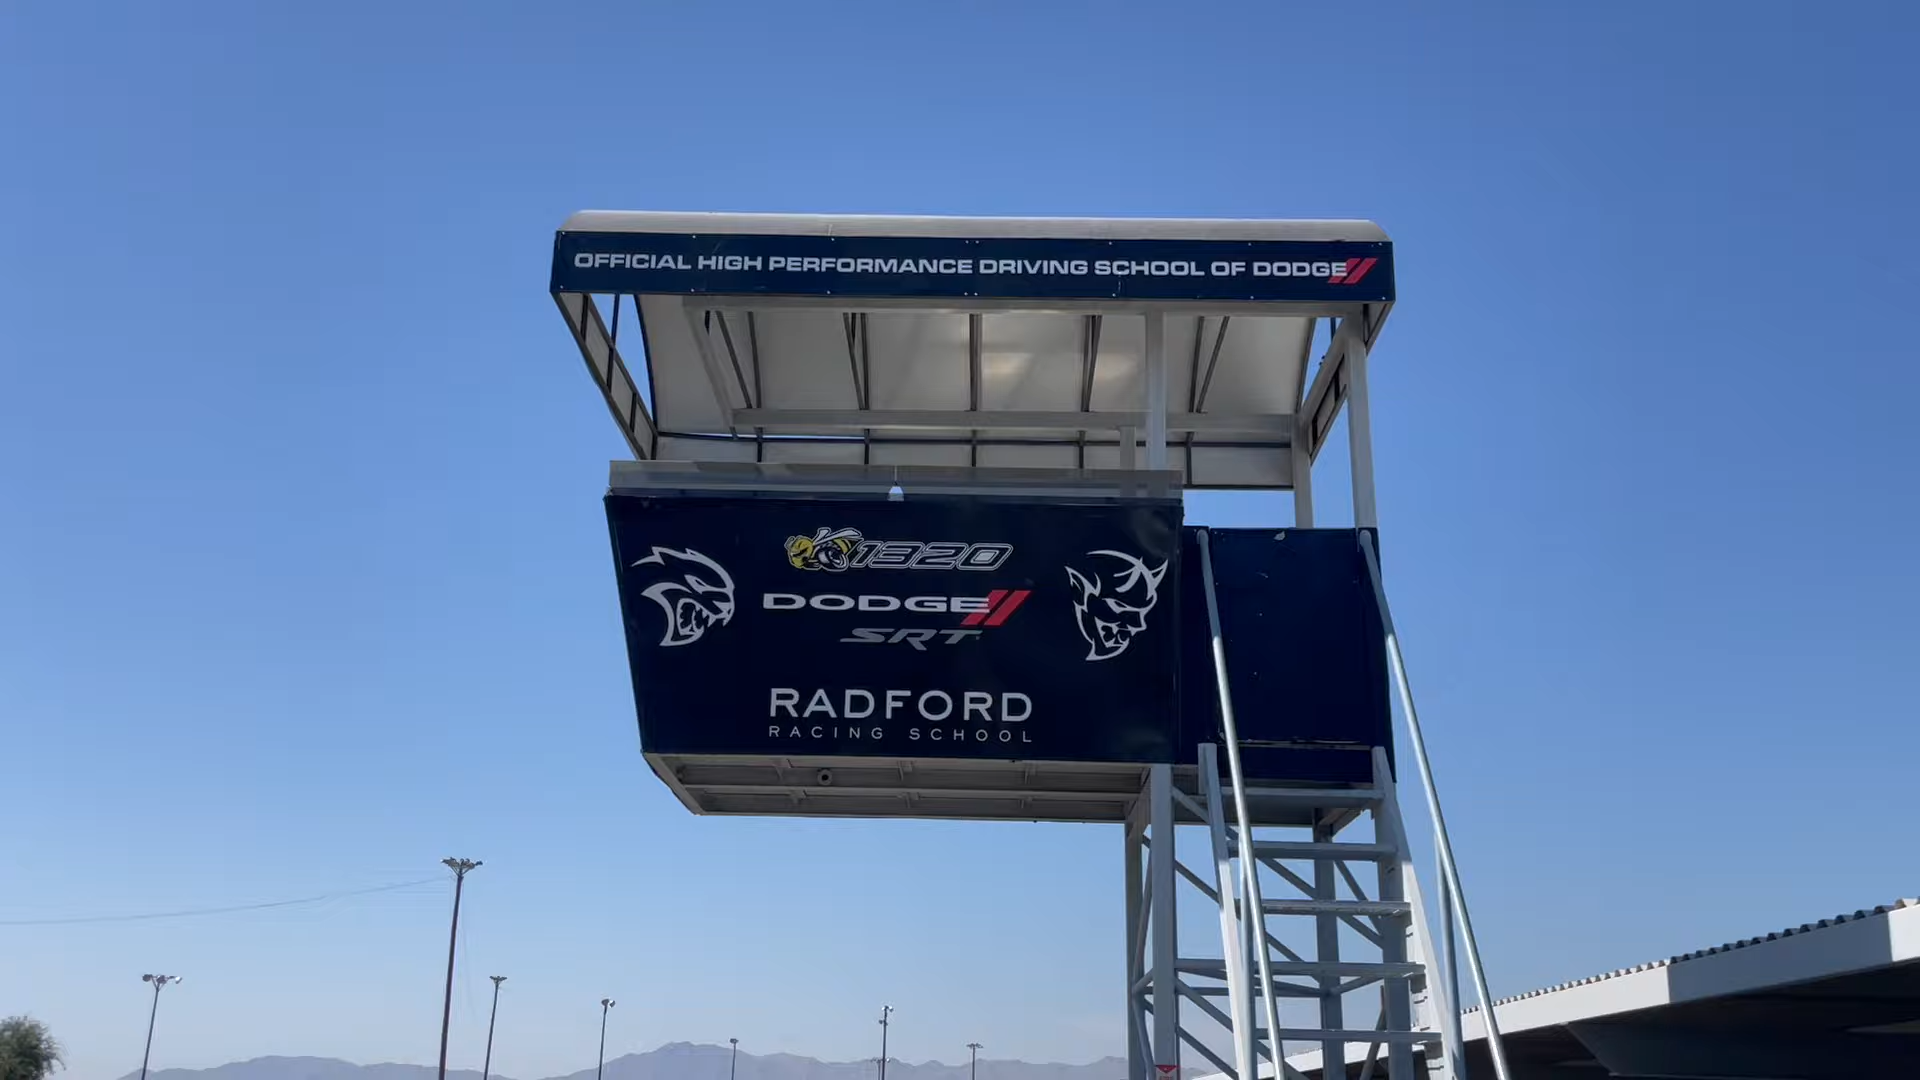 OFFICIAL HIGH PERFORMANCE DRIVING SCHOOL OF DODGE
1320
DODGE
SRT
RADFORD
RACING SCHOOL